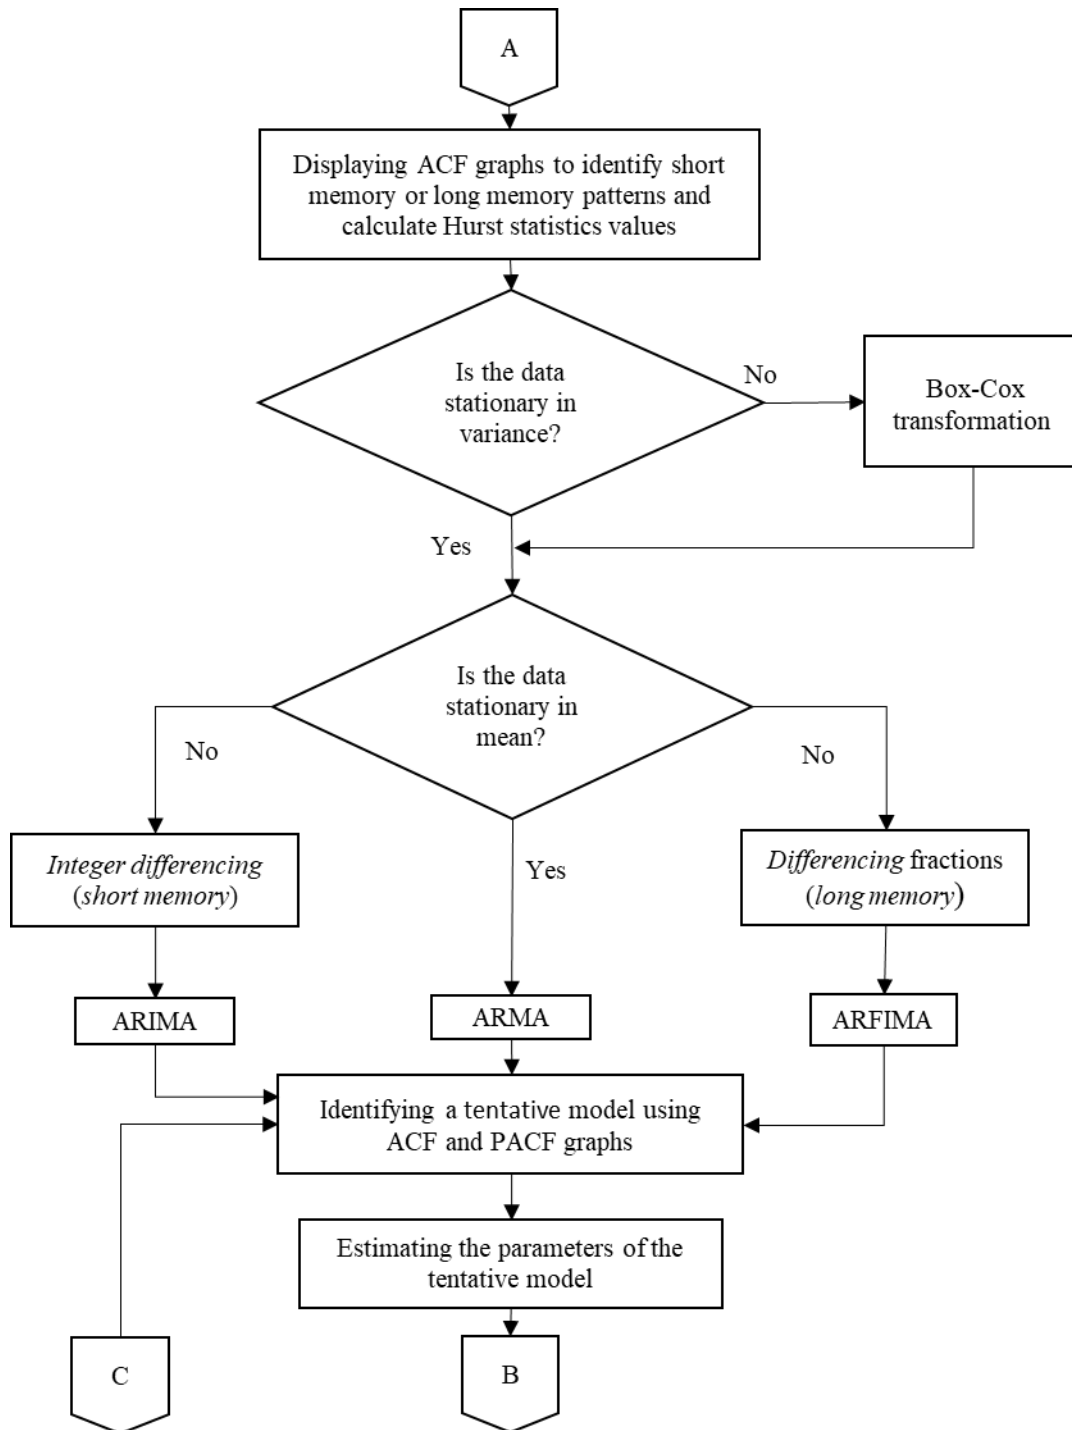 A
Displaying ACF graphs to identify short
memory or long memory patterns and
calculate Hurst statistics values
Is the data
stationary in
variance?
No
Box-Cox
transformation
Yes
Is the data
stationary in
mean?
No
No
Integer differencing
(short memory)
Yes
Differencing fractions
(long memory)
ARIMA
ARMA
ARFIMA
Identifying a tentative model using
ACF and PACF graphs
Estimating the parameters of the
tentative model
C
B